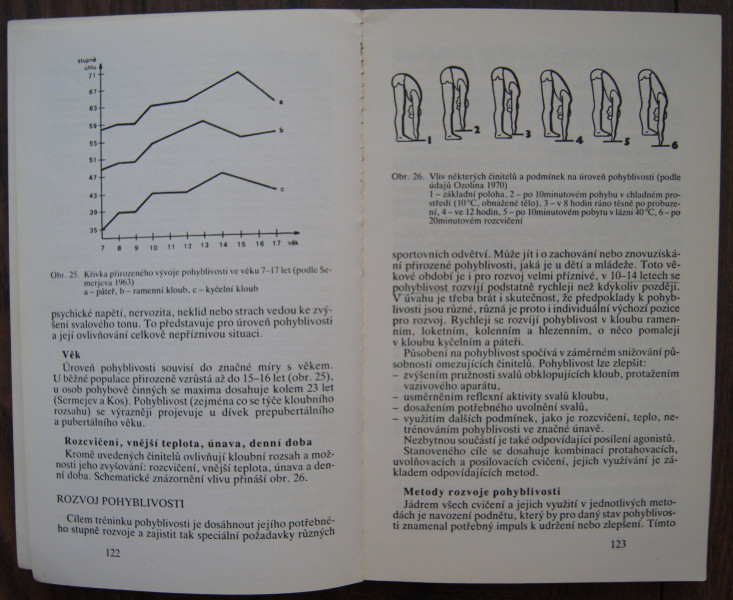 stupně
úhlu
71
67
63
59
55
51
47
43
39
35
a
b
c
7 8 9 10 11 12 13 14 15 16 17 věk
Obr. 25. Křivka přirozeného vývoje pohyblivosti ve věku 7–17 let (podle Se-
merjeva 1963)
a – páteř, b – ramenní kloub, c – kyčelní kloub
psychické napětí, nervozita, neklid nebo strach vedou ke zvý-
šení svalového tonu. To představuje pro úroveň pohyblivosti
a její ovlivňování celkově nepříznivou situaci.
Věk
Úroveň pohyblivosti souvisí do značné míry s věkem.
U běžné populace přirozeně vzrůstá až do 15–16 let (obr. 25),
u osob pohybově činných se maxima dosahuje kolem 23 let
(Sermejev a Kos). Pohyblivost (zejména co se týče kloubního
rozsahu) se výrazněji projevuje u dívek prepubertálního
a pubertálního věku.
Rozcvičení, vnější teplota, únava, denní doba
Kromě uvedených činitelů ovlivňují kloubní rozsah a mož-
nosti jeho zvyšování: rozcvičení, vnější teplota, únava a den-
ní doba. Schematické znázornění vlivu přináší obr. 26.
ROZVOJ POHYBLIVOSTI
Cílem tréninku pohyblivosti je dosáhnout jejího potřebné-
ho stupně rozvoje a zajistit tak speciální požadavky různých
122
1 2 3 4 5 6
Obr. 26. Vliv některých činitelů a podmínek na úroveň pohyblivosti (podle
údajů Ozolina 1970)
1 – základní poloha, 2 – po 10minutovém pohybu v chladném pro-
středí (10 °C, obnažené tělo), 3 – v 8 hodin ráno těsně po probuze-
ní, 4 – ve 12 hodin, 5 – po 10minutovém pobytu v lázni 40 °C, 6 – po
20minutovém rozcvičení
sportovních odvětví. Může jít i o zachování nebo znovuzíská-
ní přirozené pohyblivosti, jaká je u dětí a mládeže. Toto vě-
kové období je i pro rozvoj velmi příznivé, v 10–14 letech se
pohyblivost rozvíjí podstatně rychleji než kdykoliv později.
V úvahu je třeba brát i skutečnost, že předpoklady k pohyb-
livosti jsou různé, různá je proto i individuální výchozí pozice
pro rozvoj. Rychleji se rozvíjí pohyblivost v kloubu ramen-
ním, loketním, kolenním a hlezenním, o něco pomaleji
v kloubu kyčelním a páteři.
Působení na pohyblivost spočívá v záměrném snižování pů-
sobnosti omezujících činitelů. Pohyblivost lze zlepšit:
– zvýšením pružnosti svalů obklopujících kloub, protažením
vazivového aparátu,
– usměrněním reflexní aktivity svalů kloubu,
– dosažením potřebného uvolnění svalů,
– využitím dalších podmínek, jako je rozcvičení, teplo, ne-
trénováním pohyblivosti ve značné únavě.
Nezbytnou součástí je také odpovídající posílení agonistů.
Stanoveného cíle se dosahuje kombinací protahovacích,
uvolňovacích a posilovacích cvičení, jejich využívání je zá-
kladem odpovídajících metod.
Metody rozvoje pohyblivosti
Jádrem všech cvičení a jejich využití v jednotlivých meto-
dách je navození podnětu, který by pro daný stav pohyblivos-
ti znamenal potřebný impuls k udržení nebo zlepšení. Tímto
123